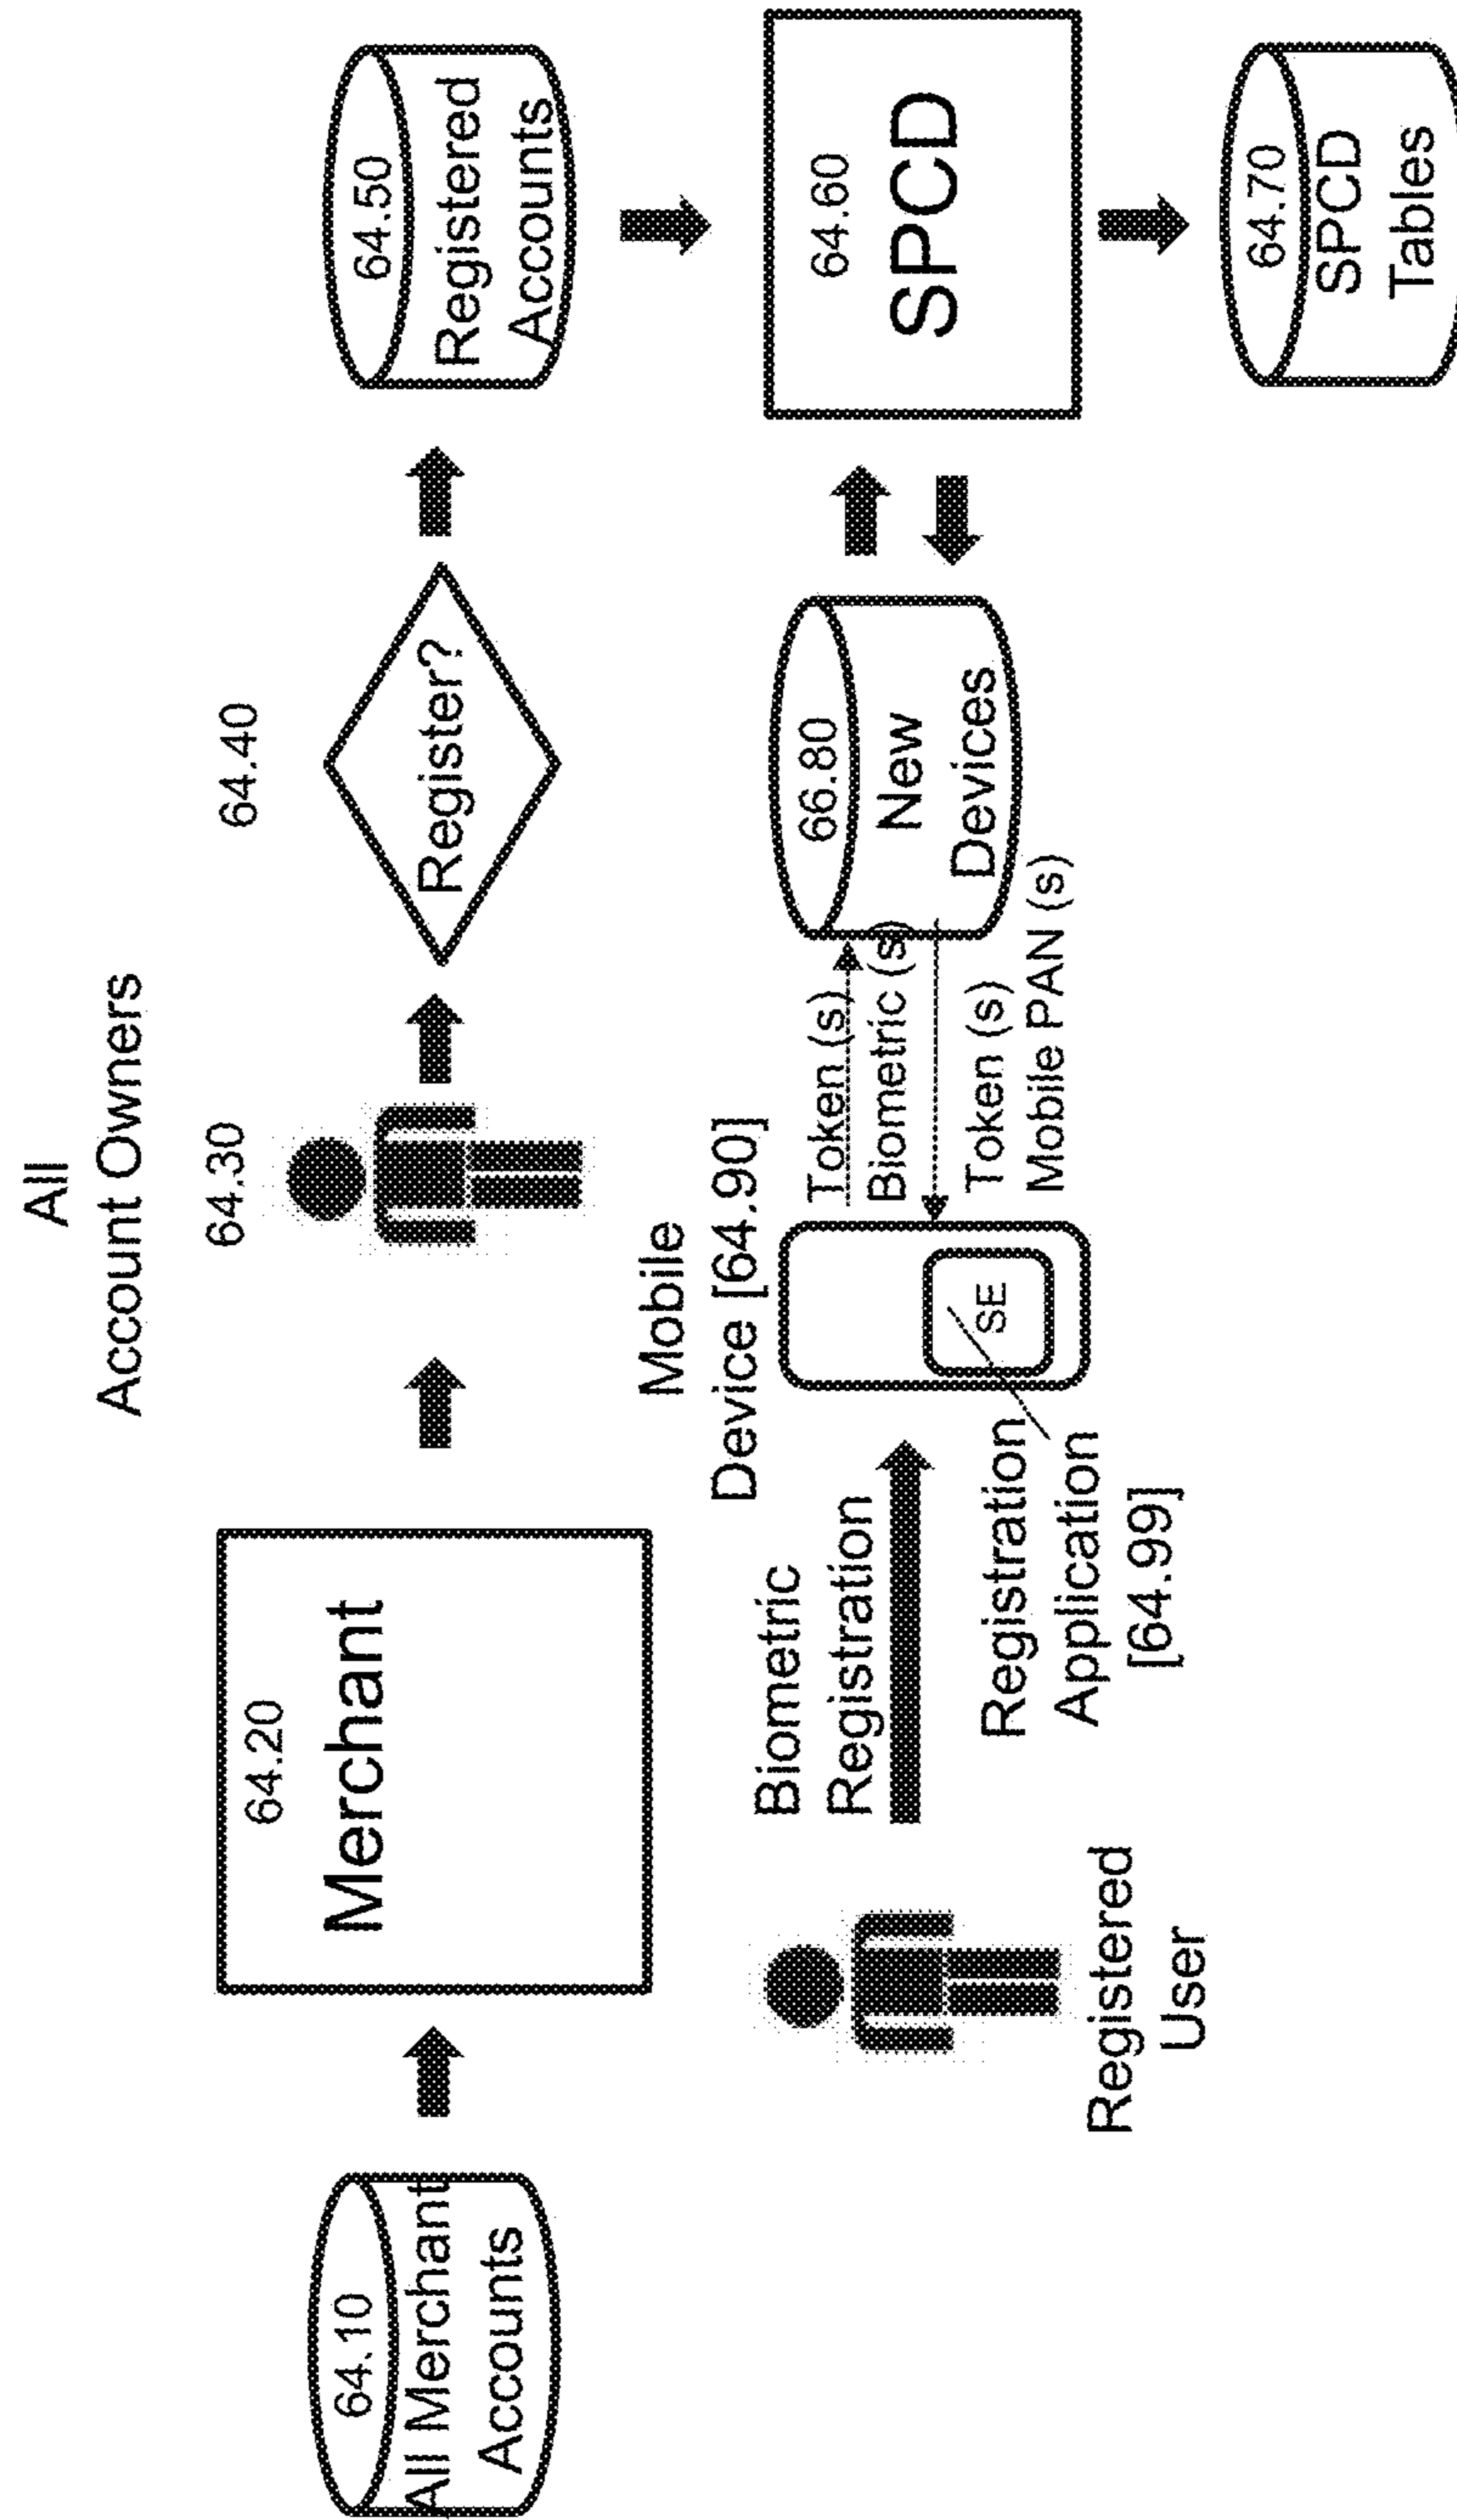 All
Account Owners
64.10
All Merchant
Accounts
64.20
Merchant
64.30
64.40
Register?
64.50
Registered
Accounts
Registered
User
Biometric
Registration
Mobile
Device [64.90]
SE
Registration
Application
[64.99]
Token (s)
Biometric (s)
Token (s)
Mobile PAN (s)
66.80
New
Devices
64.60
SPCD
64.70
SPCD
Tables